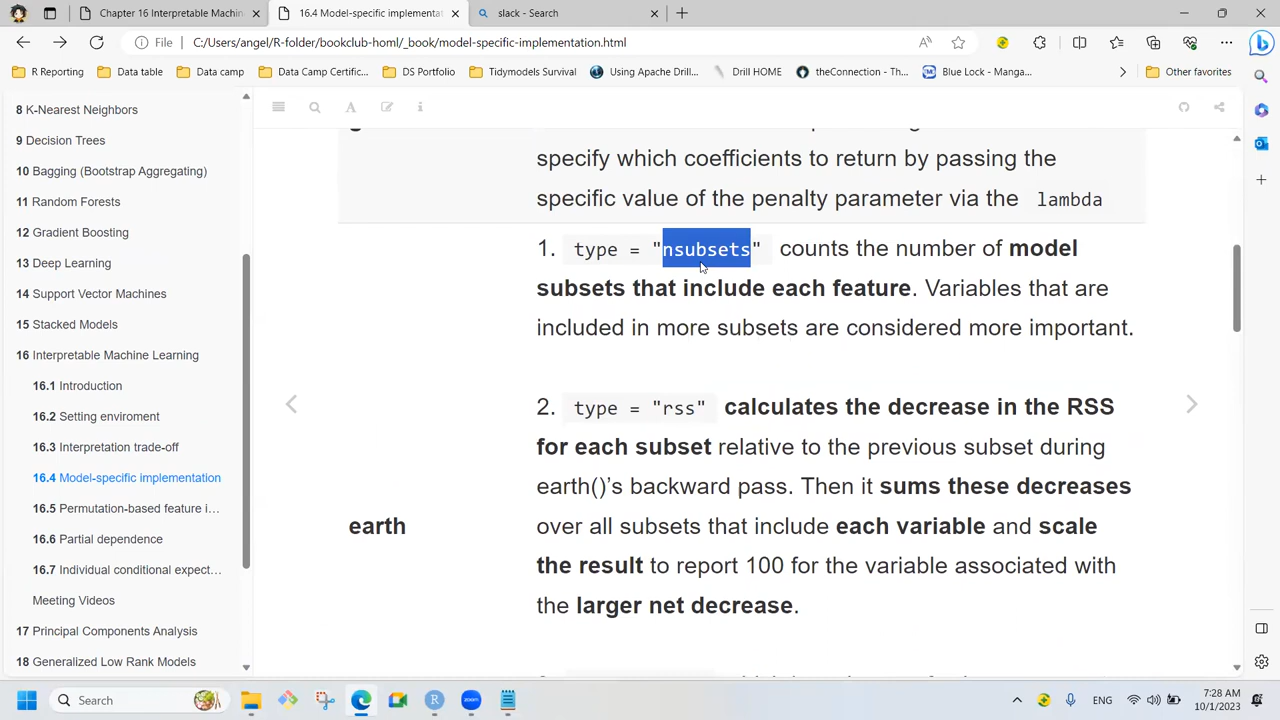 Chapter 16 Interpretable Machin
16.4 Model-specific implementat
slack - Search
File
C:/Users/angel/R-folder/bookclub-homl/_book/model-specific-implementation.html
R Reporting
Data table
Data camp
Data Camp Certific...
DS Portfolio
Tidymodels Survival
Using Apache Drill...
Drill HOME
theConnection - Th...
Blue Lock - Manga...
Other favorites
8 K-Nearest Neighbors
9 Decision Trees
10 Bagging (Bootstrap Aggregating)
11 Random Forests
12 Gradient Boosting
13 Deep Learning
14 Support Vector Machines
15 Stacked Models
16 Interpretable Machine Learning
16.1 Introduction
16.2 Setting enviroment
16.3 Interpretation trade-off
16.4 Model-specific implementation
16.5 Permutation-based feature i...
16.6 Partial dependence
16.7 Individual conditional expect...
Meeting Videos
17 Principal Components Analysis
18 Generalized Low Rank Models
specify which coefficients to return by passing the
specific value of the penalty parameter via the lambda
1. type = "nsubsets" counts the number of model
subsets that include each feature. Variables that are
included in more subsets are considered more important.
2. type = "rss" calculates the decrease in the RSS
for each subset relative to the previous subset during
earth()’s backward pass. Then it sums these decreases
over all subsets that include each variable and scale
the result to report 100 for the variable associated with
the larger net decrease.
earth
Search
ENG
7:28 AM
10/1/2023